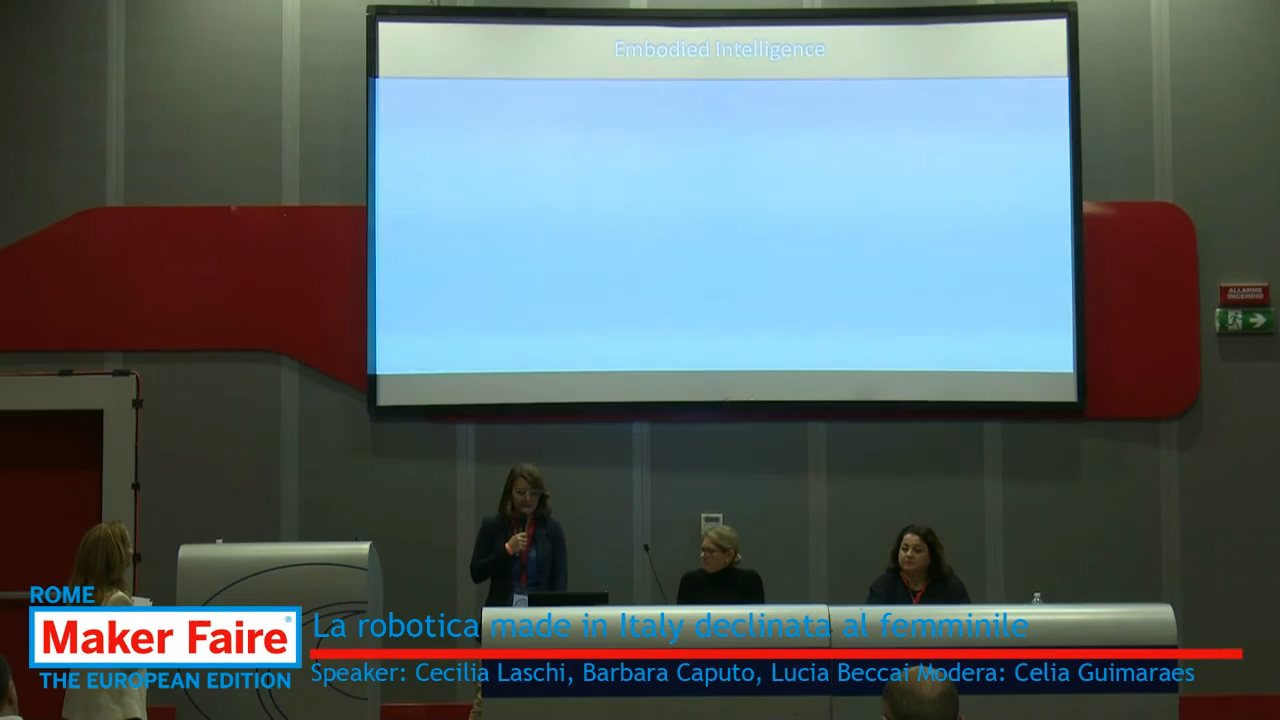 Embodied Intelligence
ALLARME
INCENDIO
ROME
Maker Faire®
THE EUROPEAN EDITION
La robotica made in Italy declinata al femminile
Speaker: Cecilia Laschi, Barbara Caputo, Lucia Beccai Modera: Celia Guimaraes